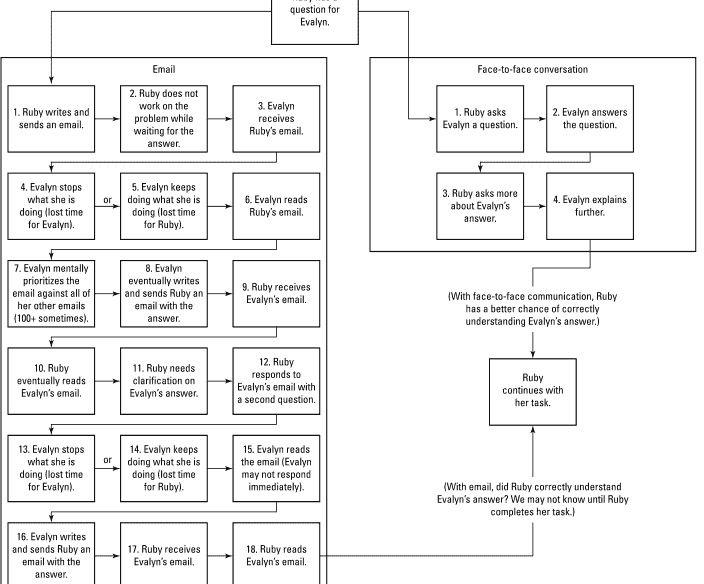 question for
Evalyn.
Email
1. Ruby writes and
sends an email.
2. Ruby does not
work on the
problem while
waiting for the
answer.
3. Evalyn
receives
Ruby's email.
4. Evalyn stops
what she is
doing (lost time
for Evalyn).
or
5. Evalyn keeps
doing what she is
doing (lost time
for Ruby).
6. Evalyn reads
Ruby's email.
7. Evalyn mentally
prioritizes the
email against all of
her other emails
(100+ sometimes).
8. Evalyn
eventually writes
and sends Ruby an
email with the
answer.
9. Ruby receives
Evalyn's email.
10. Ruby
eventually reads
Evalyn's email.
11. Ruby needs
clarification on
Evalyn's answer.
12. Ruby
responds to
Evalyn's email with
a second question.
13. Evalyn stops
what she is
doing (lost time
for Evalyn).
or
14. Evalyn keeps
doing what she is
doing (lost time
for Ruby).
15. Evalyn reads
the email (Evalyn
may not respond
immediately).
16. Evalyn writes
and sends Ruby an
email with the
answer.
17. Ruby receives
Evalyn's email.
18. Ruby reads
Evalyn's email.
Face-to-face conversation
1. Ruby asks
Evalyn a question.
2. Evalyn answers
the question.
3. Ruby asks more
about Evalyn's
answer.
4. Evalyn explains
further.
(With face-to-face communication, Ruby
has a better chance of correctly
understanding Evalyn's answer.)
Ruby
continues with
her task.
(With email, did Ruby correctly understand
Evalyn's answer? We may not know until Ruby
completes her task.)